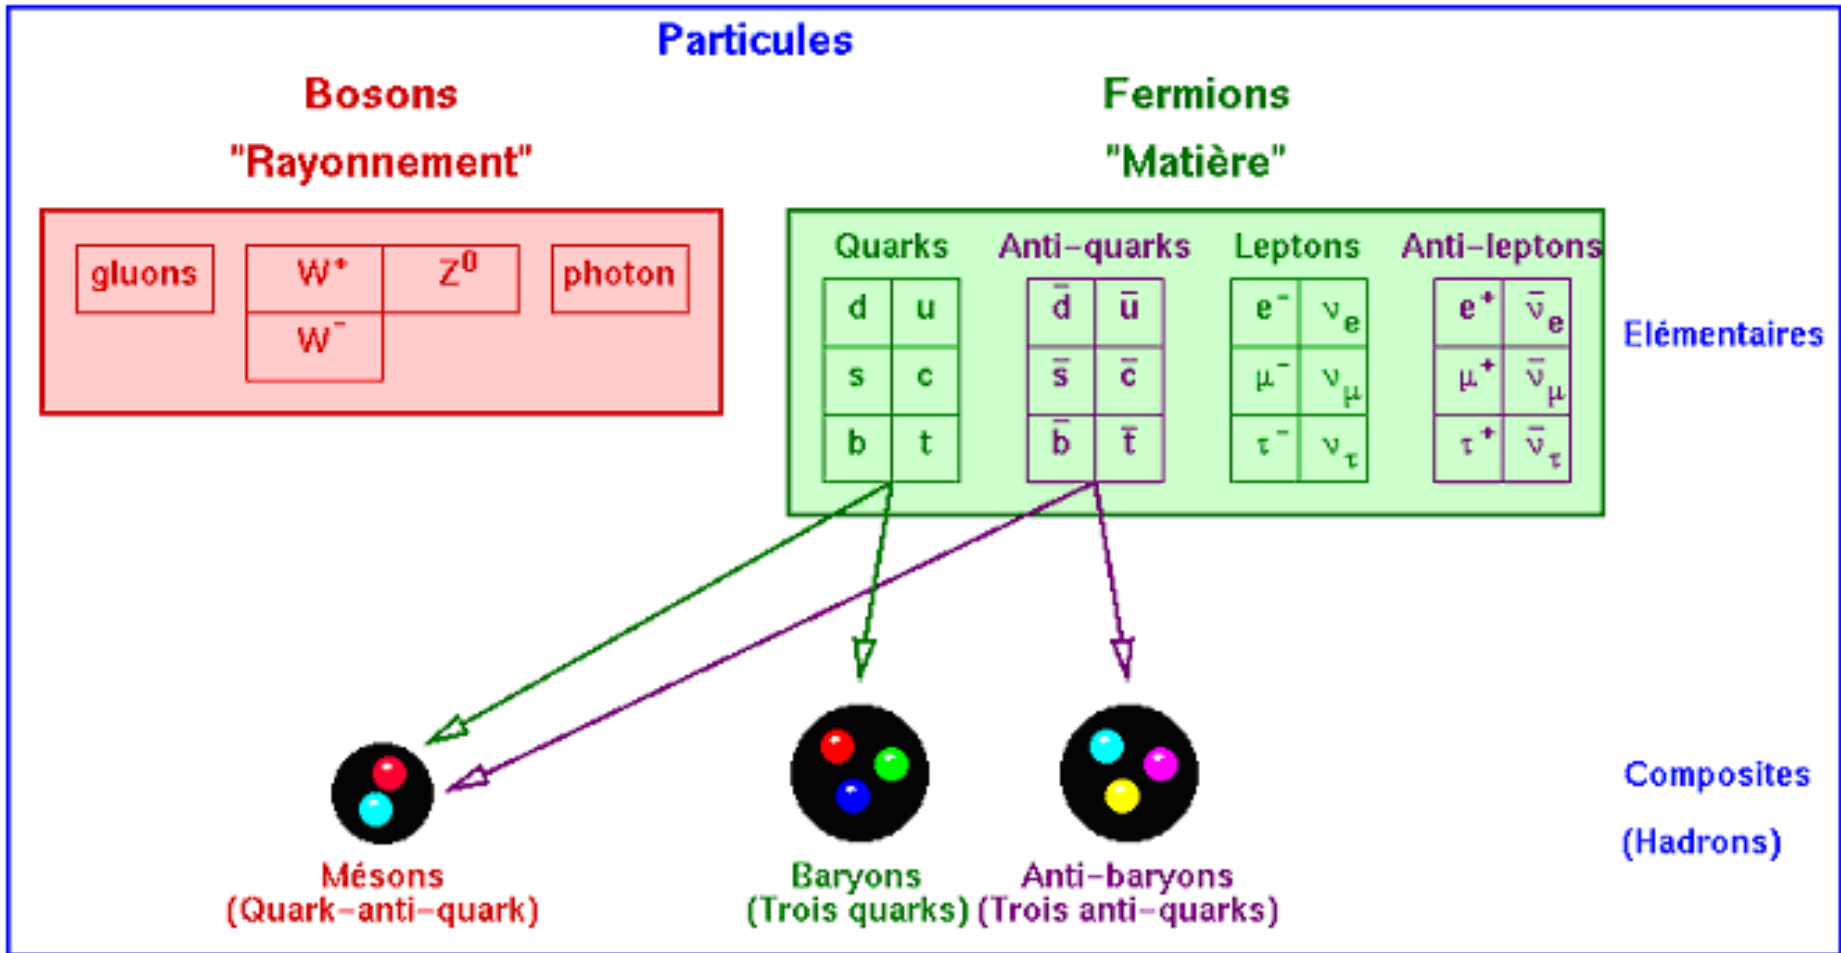 Particules
Bosons
"Rayonnement"
gluons
W⁺
Z⁰
photon
W⁻
Fermions
"Matière"
Quarks
d u
s c
b t
Anti-quarks
d̄ ū
s̄ c̄
b̄ t̄
Leptons
e⁻ νe
μ⁻ νμ
τ⁻ ντ
Anti-leptons
e⁺ ν̄e
μ⁺ ν̄μ
τ⁺ ν̄τ
Elémentaires
Mésons
(Quark-anti-quark)
Baryons
(Trois quarks)
Anti-baryons
(Trois anti-quarks)
Composites
(Hadrons)